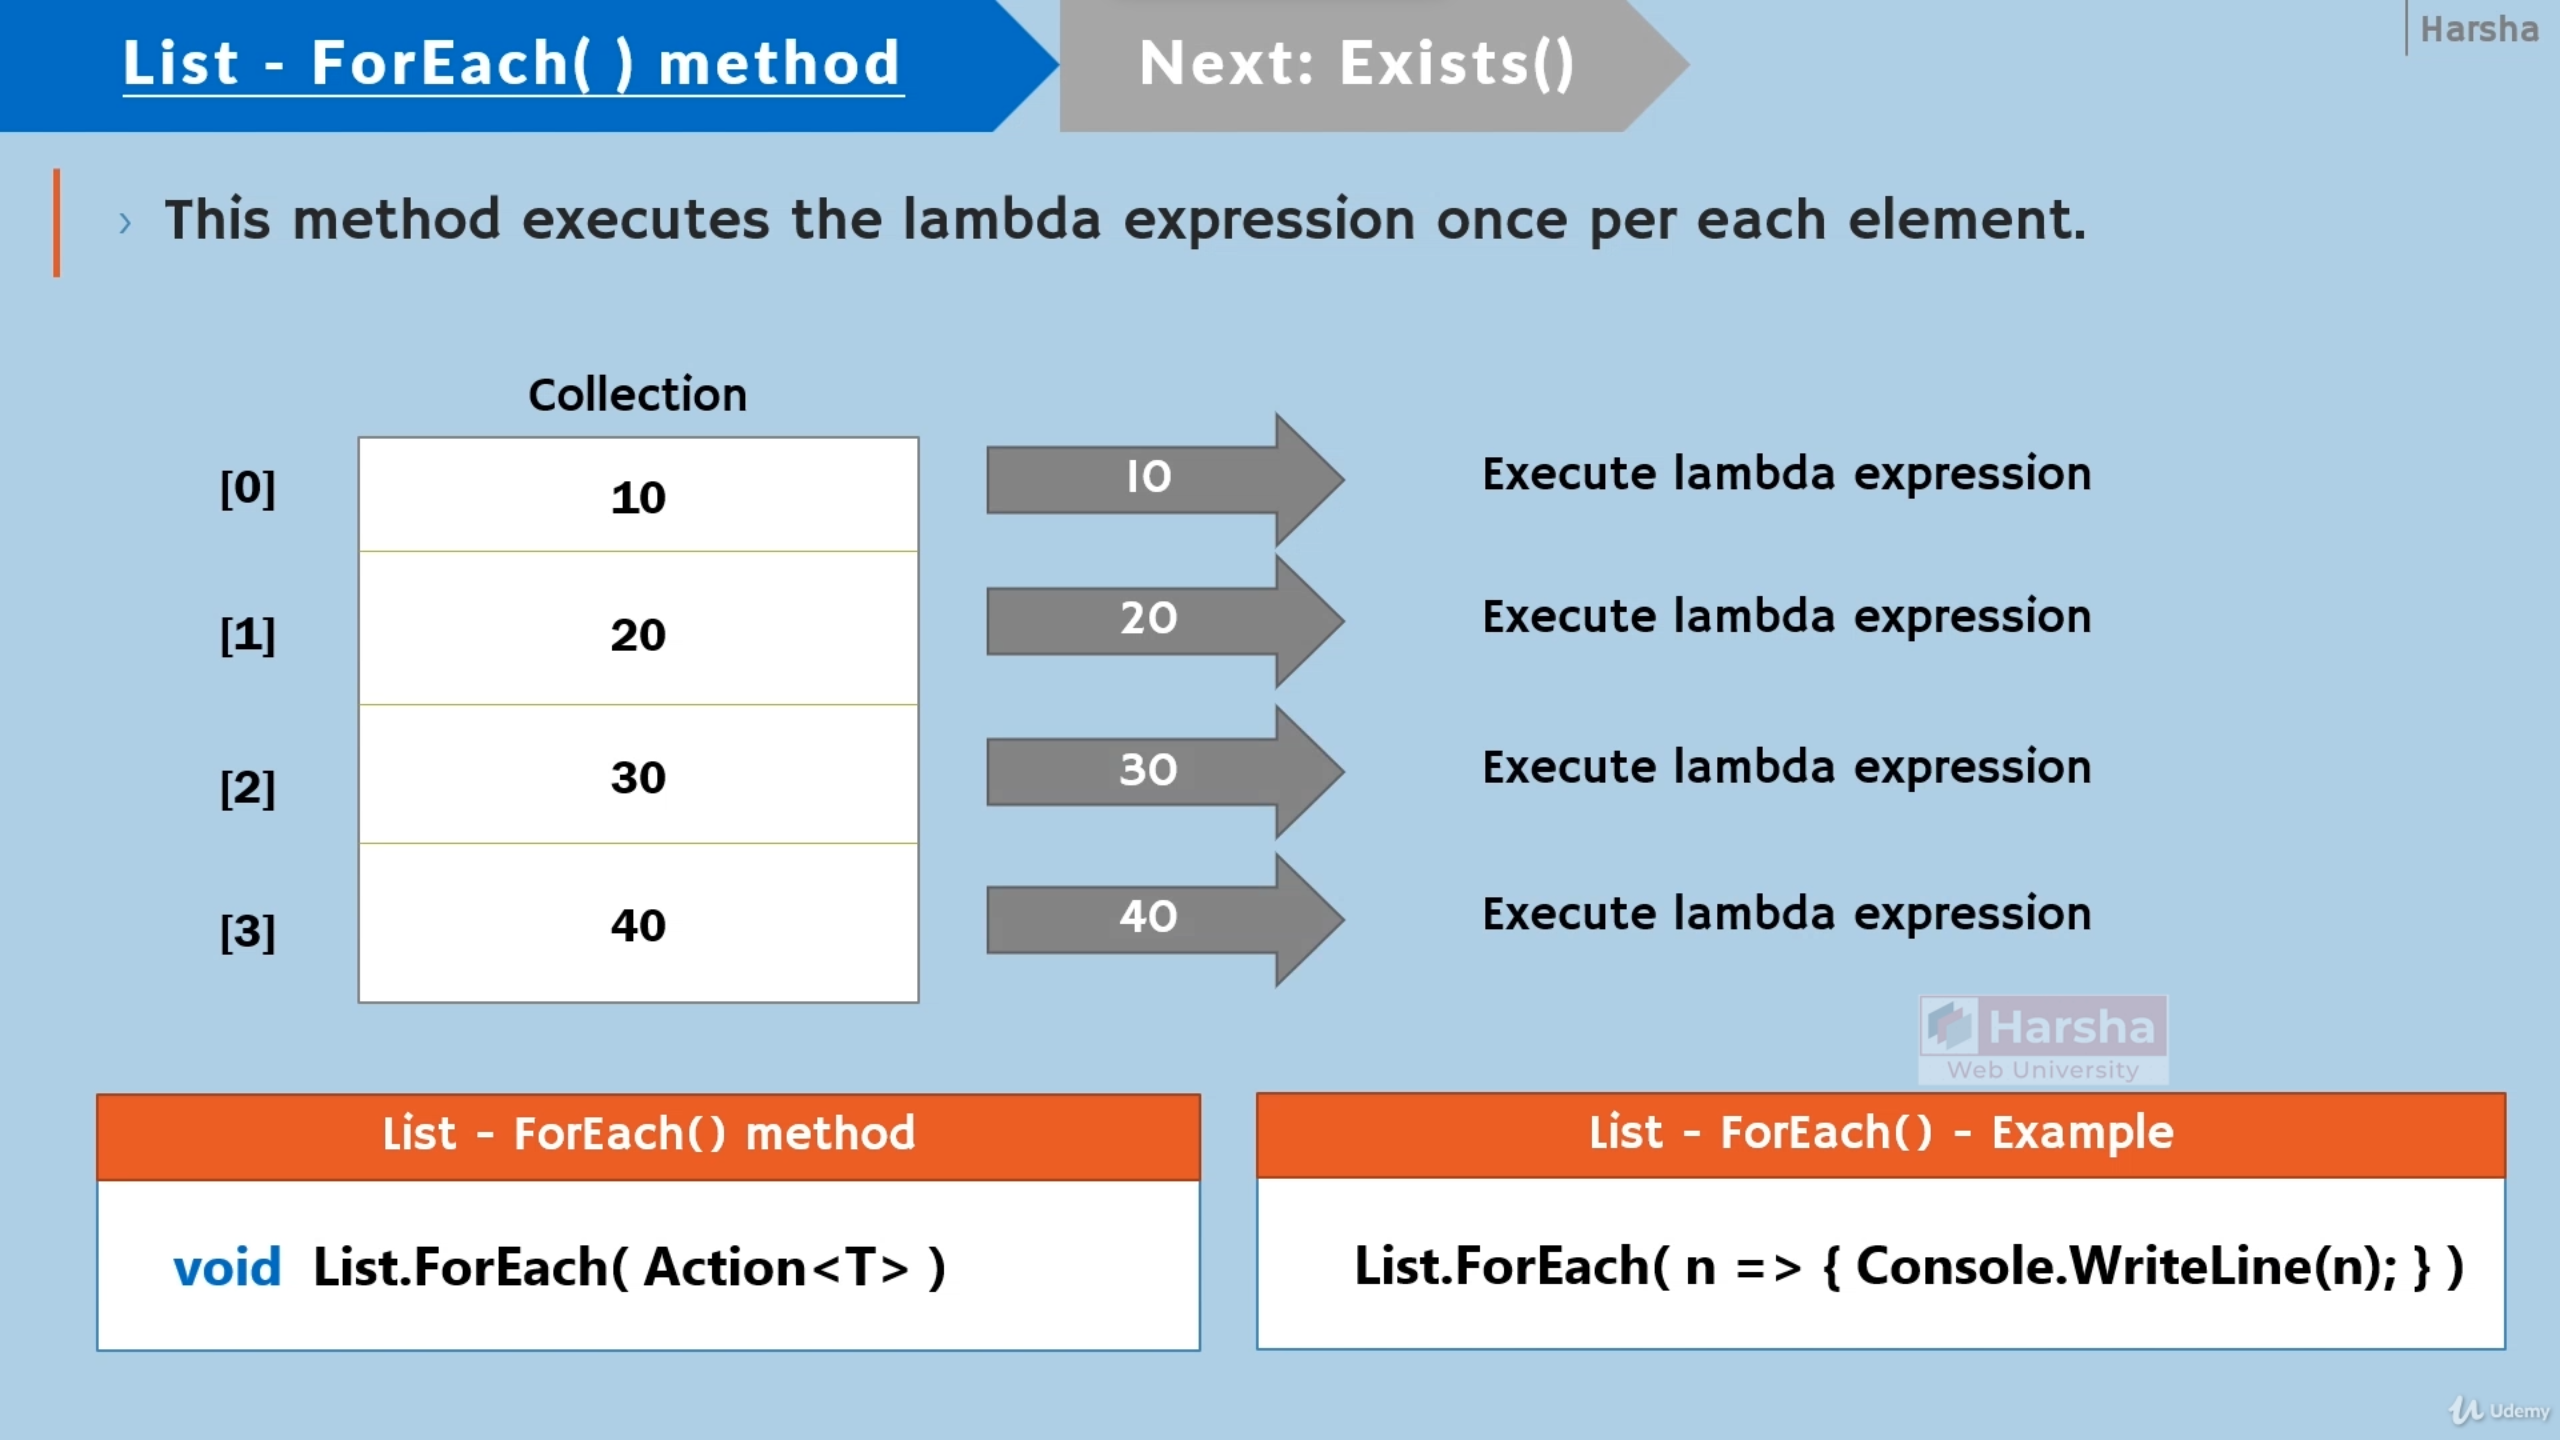 List - ForEach( ) method
Next: Exists()
Harsha
› This method executes the lambda expression once per each element.
Collection
[0] 10 10 Execute lambda expression
[1] 20 20 Execute lambda expression
[2] 30 30 Execute lambda expression
[3] 40 40 Execute lambda expression
Harsha
Web University
List - ForEach() method
void List.ForEach( Action<T> )
List - ForEach() - Example
List.ForEach( n => { Console.WriteLine(n); } )
Udemy